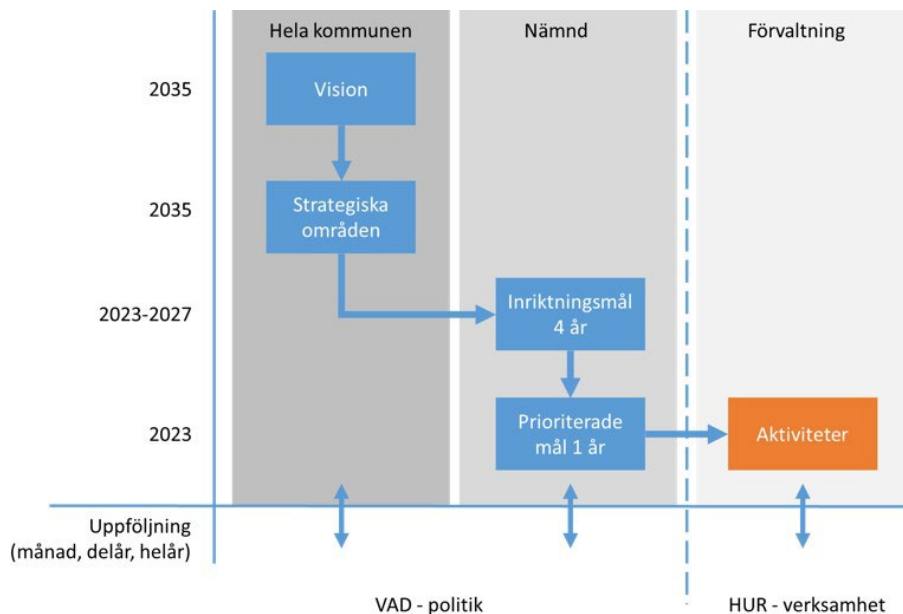 Hela kommunen
Nämnd
Förvaltning
2035
Vision
2035
Strategiska
områden
2023-2027
Inriktningsmål
4 år
2023
Prioriterade
mål 1 år
Aktiviteter
Uppföljning
(månad, delår, helår)
VAD - politik
HUR - verksamhet